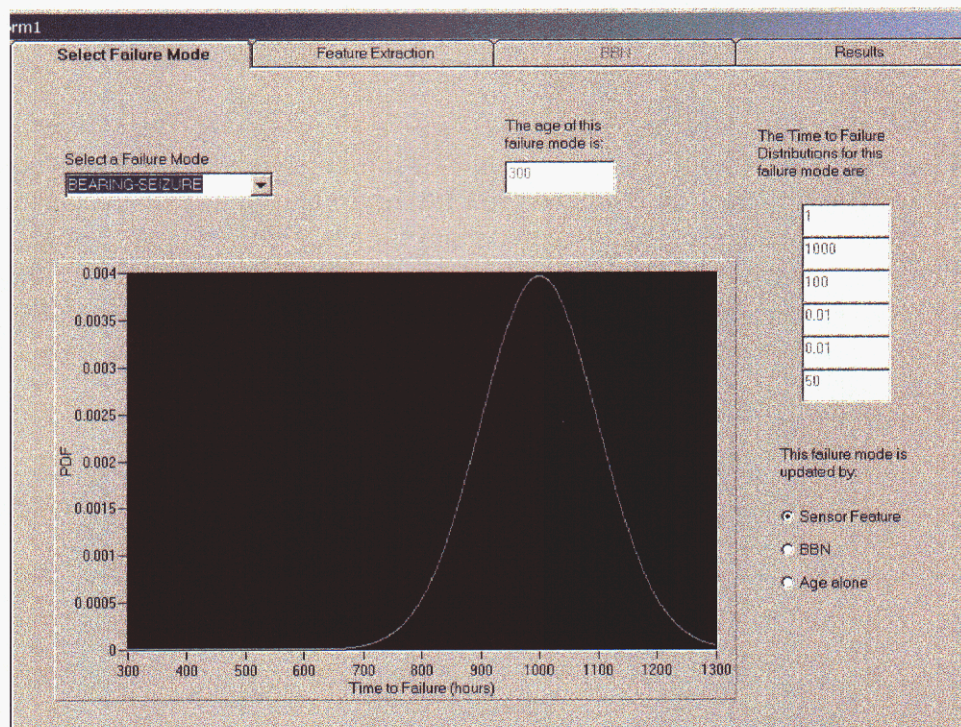 orm1
Select Failure Mode
Feature Extraction
BBN
Results
Select a Failure Mode
BEARING-SEIZURE
The age of this
failure mode is:
300
The Time to Failure
Distributions for this
failure mode are:
1
1000
100
0.01
0.01
50
0.004
0.0035
0.003
0.0025
0.002
0.0015
0.001
0.0005
0
PDF
300 400 500 600 700 800 900 1000 1100 1200 1300
Time to Failure (hours)
This failure mode is
updated by:
Sensor Feature
BBN
Age alone